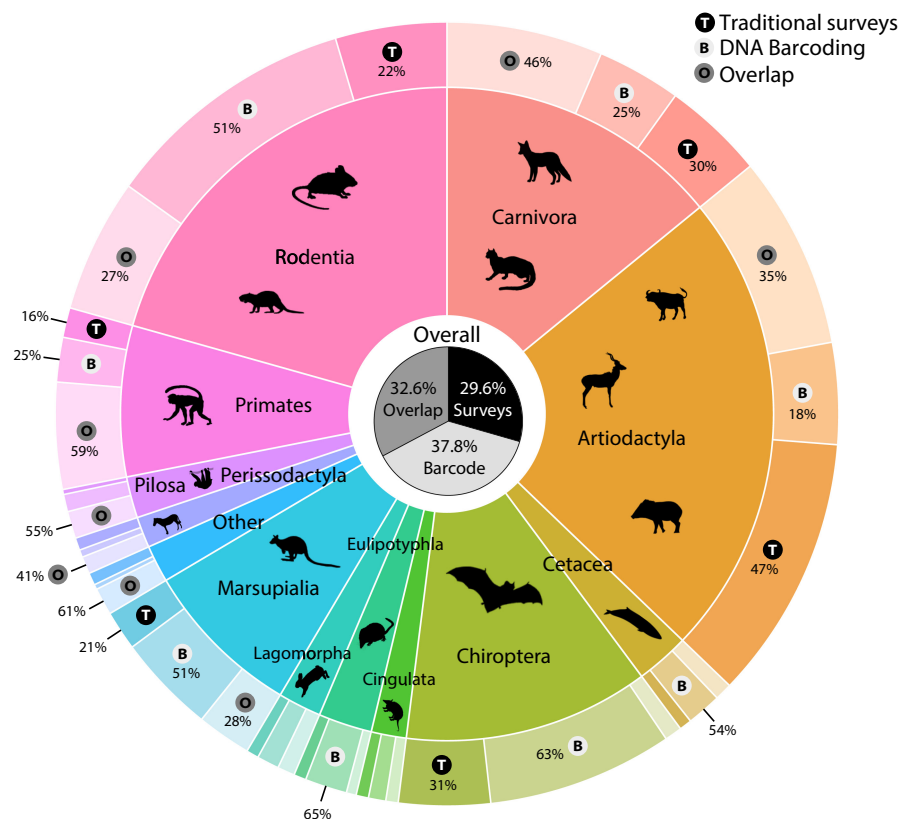 T Traditional surveys
B DNA Barcoding
O Overlap
T
22%
O 46%
B
25%
T
30%
B
51%
Carnivora
Rodentia
O
27%
O
35%
16%
T
25%
B
O
59%
Primates
Overall
32.6%
Overlap
29.6%
Surveys
37.8%
Barcode
B
18%
Artiodactyla
T
47%
Pilosa
Perissodactyla
O
55%
Other
41% O
O
61%
Marsupialia
Eulipotyphla
Cetacea
T
21%
B
51%
Lagomorpha
Cingulata
Chiroptera
O
28%
B
54%
B
65%
T
31%
63% B